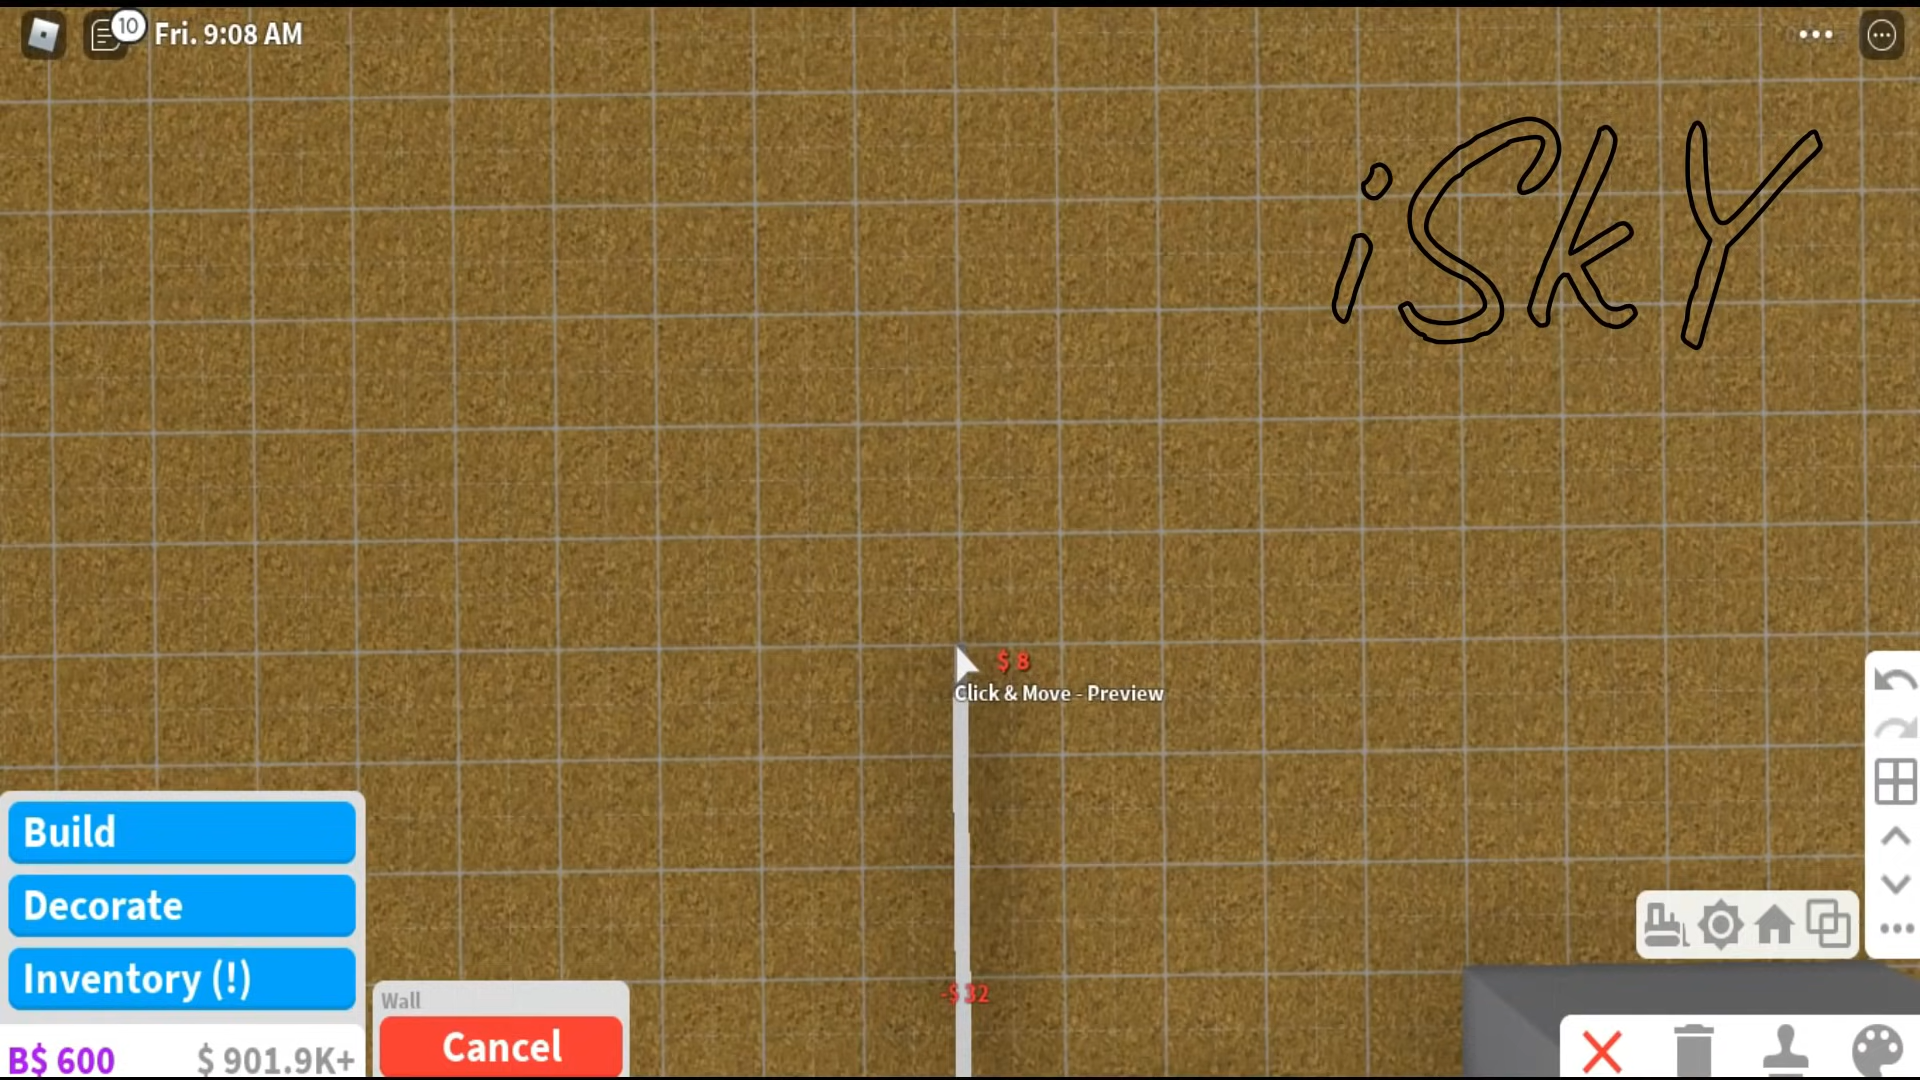 10 Fri. 9:08 AM
iSkY
$ 8
Click & Move - Preview
Build
Decorate
Inventory (!)
-$ 32
Wall
Cancel
B$ 600 $ 901.9K+